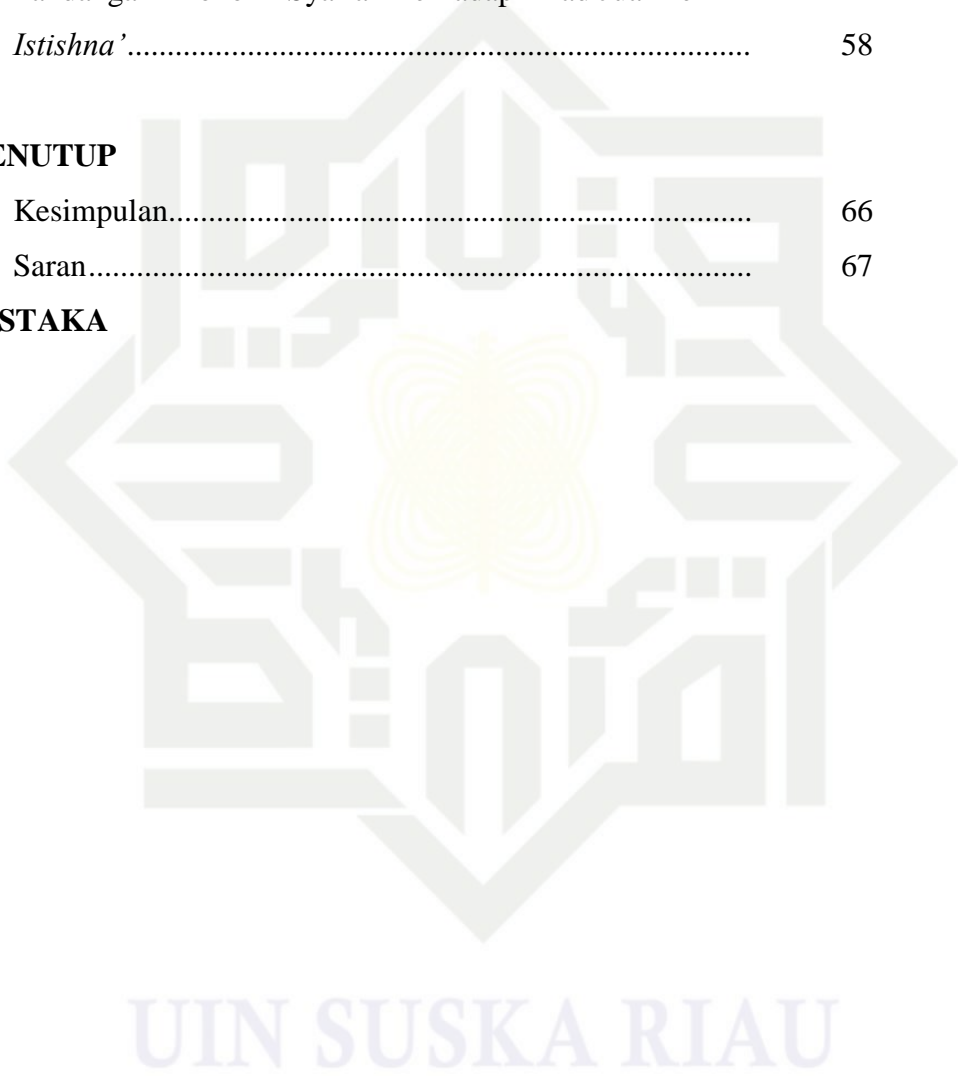 Istishna’........................................................................... 58
ENUTUP
Kesimpulan...................................................................... 66
Saran................................................................................ 67
STAKA
UIN SUSKA RIAU